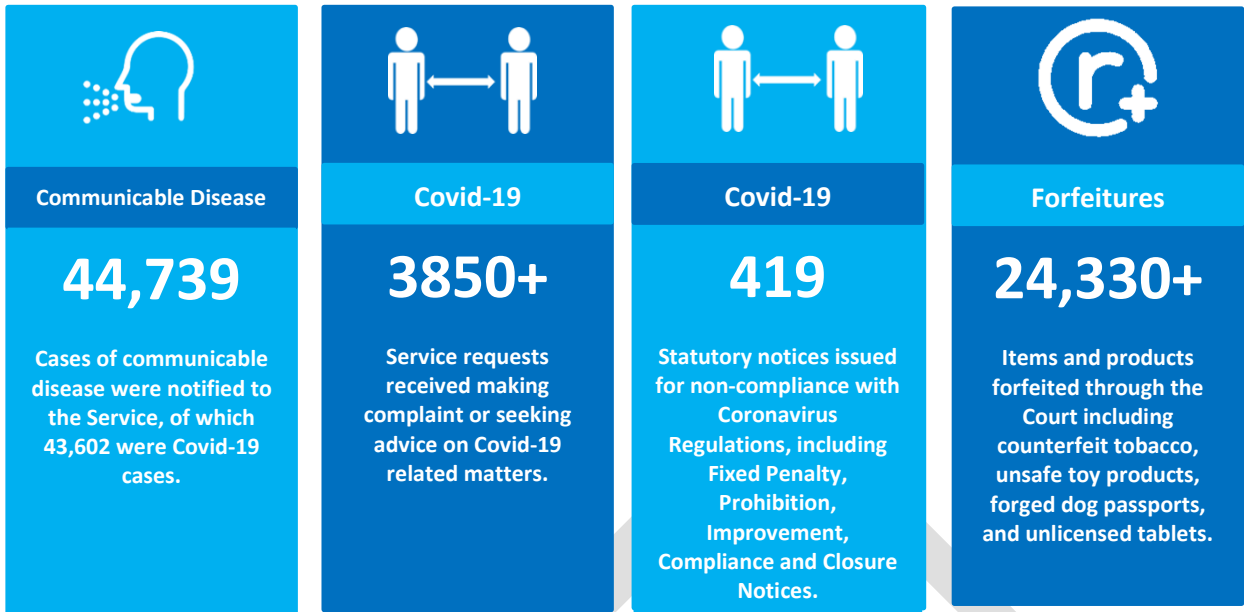 Communicable Disease
44,739
Cases of communicable
disease were notified to
the Service, of which
43,602 were Covid-19
cases.
Covid-19
3850+
Service requests
received making
complaint or seeking
advice on Covid-19
related matters.
Covid-19
419
Statutory notices issued
for non-compliance with
Coronavirus
Regulations, including
Fixed Penalty,
Prohibition,
Improvement,
Compliance and Closure
Notices.
r+
Forfeitures
24,330+
Items and products
forfeited through the
Court including
counterfeit tobacco,
unsafe toy products,
forged dog passports,
and unlicensed tablets.